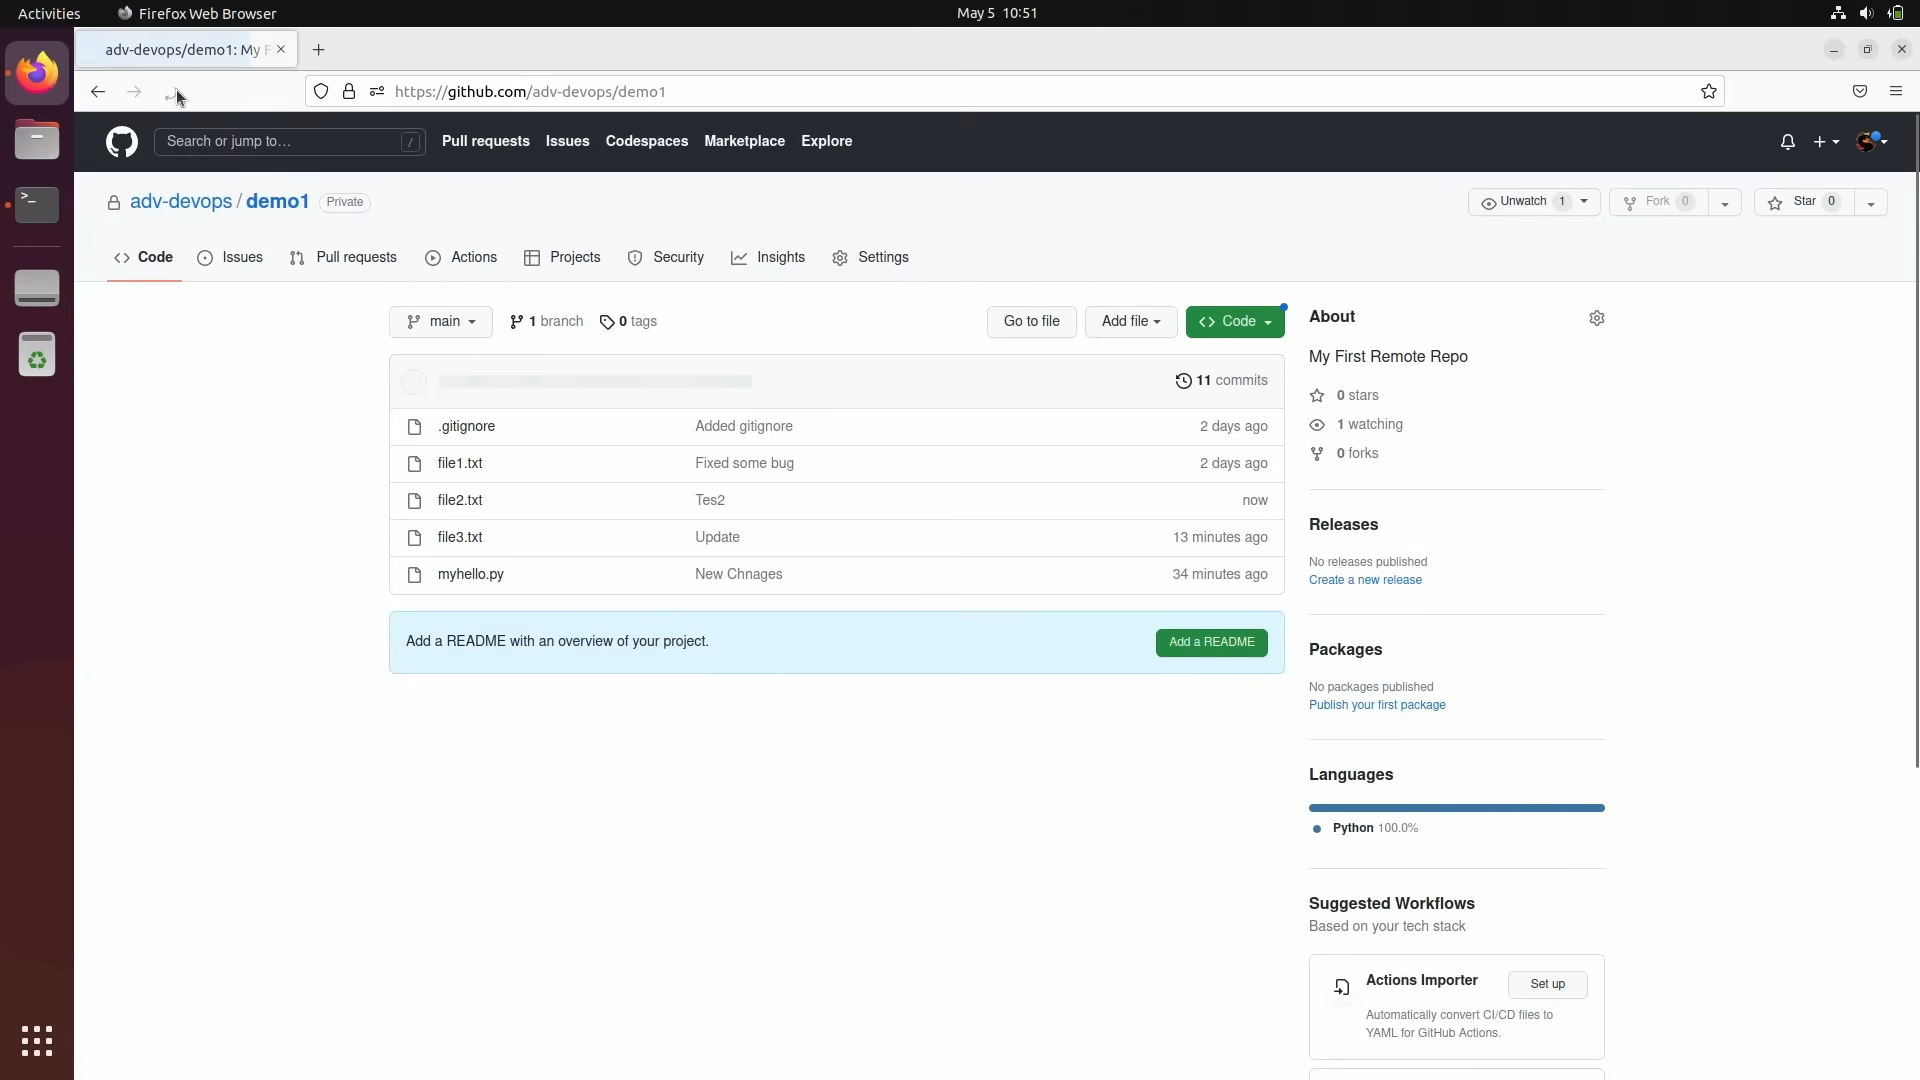 Activities
Firefox Web Browser
May 5 10:51
adv-devops/demo1: My F
https://github.com/adv-devops/demo1
Search or jump to…
/
Pull requests
Issues
Codespaces
Marketplace
Explore
adv-devops / demo1
Private
Unwatch 1
Fork 0
Star 0
Code
Issues
Pull requests
Actions
Projects
Security
Insights
Settings
main
1 branch
0 tags
Go to file
Add file
Code
11 commits
.gitignore Added gitignore 2 days ago
file1.txt Fixed some bug 2 days ago
file2.txt Tes2 now
file3.txt Update 13 minutes ago
myhello.py New Chnages 34 minutes ago
Add a README with an overview of your project.
Add a README
About
My First Remote Repo
0 stars
1 watching
0 forks
Releases
No releases published
Create a new release
Packages
No packages published
Publish your first package
Languages
Python 100.0%
Suggested Workflows
Based on your tech stack
Actions Importer
Set up
Automatically convert CI/CD files to
YAML for GitHub Actions.